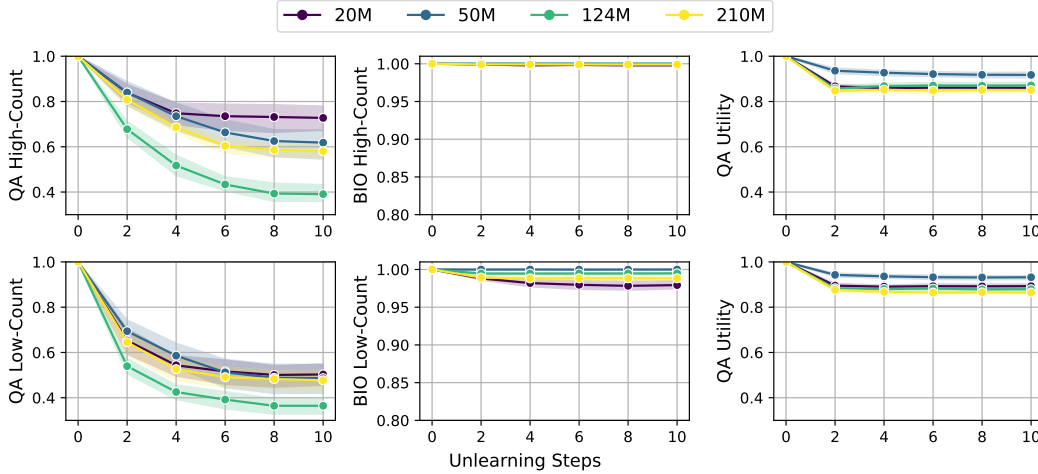 20M 50M 124M 210M
QA High-Count
1.0
0.8
0.6
0.4
0 2 4 6 8 10
BIO High-Count
1.00
0.95
0.90
0.85
0.80
0 2 4 6 8 10
QA Utility
1.0
0.8
0.6
0.4
0 2 4 6 8 10
QA Low-Count
1.0
0.8
0.6
0.4
0 2 4 6 8 10
BIO Low-Count
1.00
0.95
0.90
0.85
0.80
0 2 4 6 8 10
QA Utility
1.0
0.8
0.6
0.4
0 2 4 6 8 10
Unlearning Steps